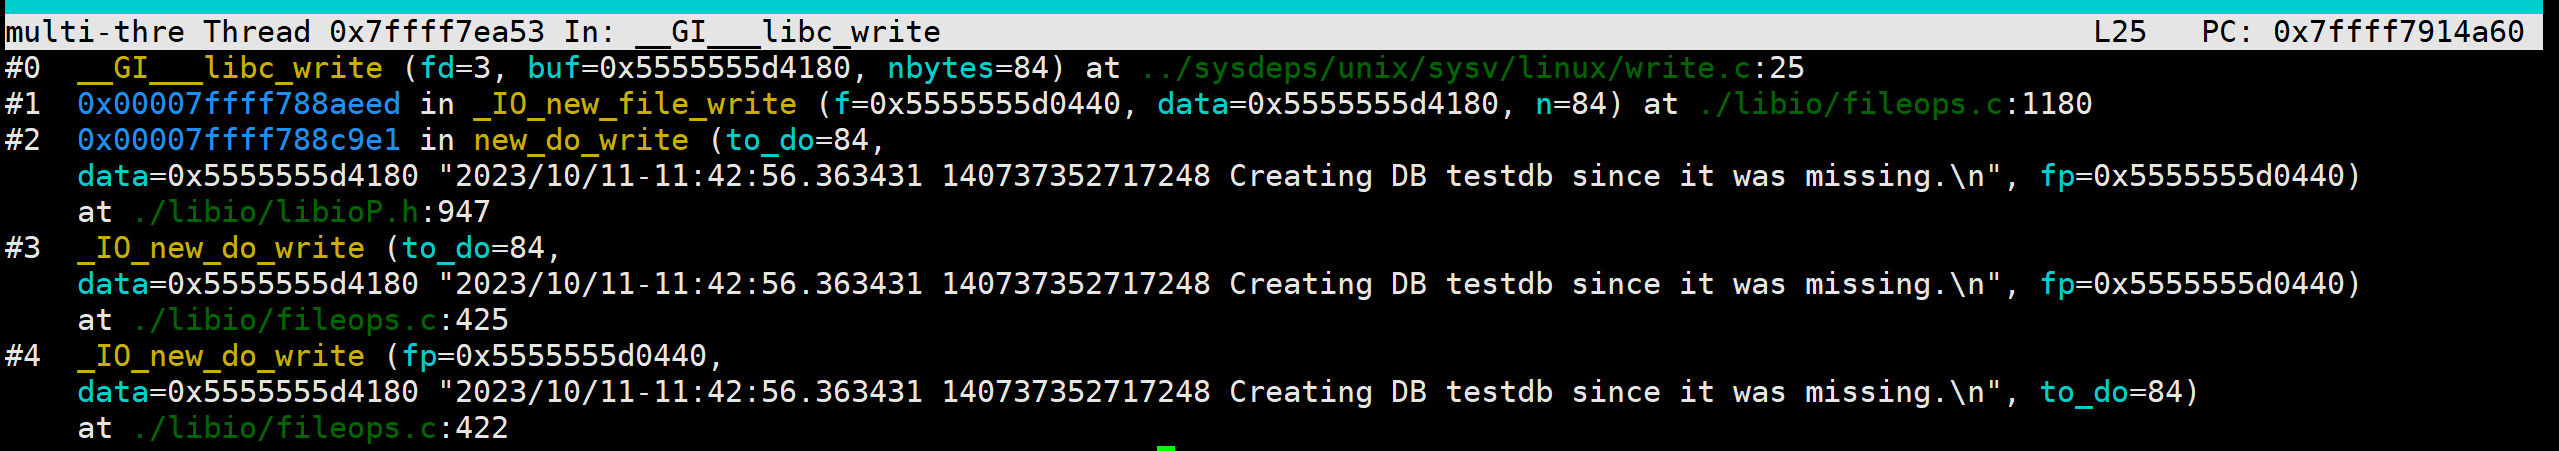 multi-thre Thread 0x7ffff7ea53 In: __GI___libc_write L25 PC: 0x7ffff7914a60
#0 __GI___libc_write (fd=3, buf=0x5555555d4180, nbytes=84) at ../sysdeps/unix/sysv/linux/write.c:25
#1 0x00007ffff788aeed in _IO_new_file_write (f=0x5555555d0440, data=0x5555555d4180, n=84) at ./libio/fileops.c:1180
#2 0x00007ffff788c9e1 in new_do_write (to_do=84,
data=0x5555555d4180 "2023/10/11-11:42:56.363431 140737352717248 Creating DB testdb since it was missing.\n", fp=0x5555555d0440)
at ./libio/libioP.h:947
#3 _IO_new_do_write (to_do=84,
data=0x5555555d4180 "2023/10/11-11:42:56.363431 140737352717248 Creating DB testdb since it was missing.\n", fp=0x5555555d0440)
at ./libio/fileops.c:425
#4 _IO_new_do_write (fp=0x5555555d0440,
data=0x5555555d4180 "2023/10/11-11:42:56.363431 140737352717248 Creating DB testdb since it was missing.\n", to_do=84)
at ./libio/fileops.c:422